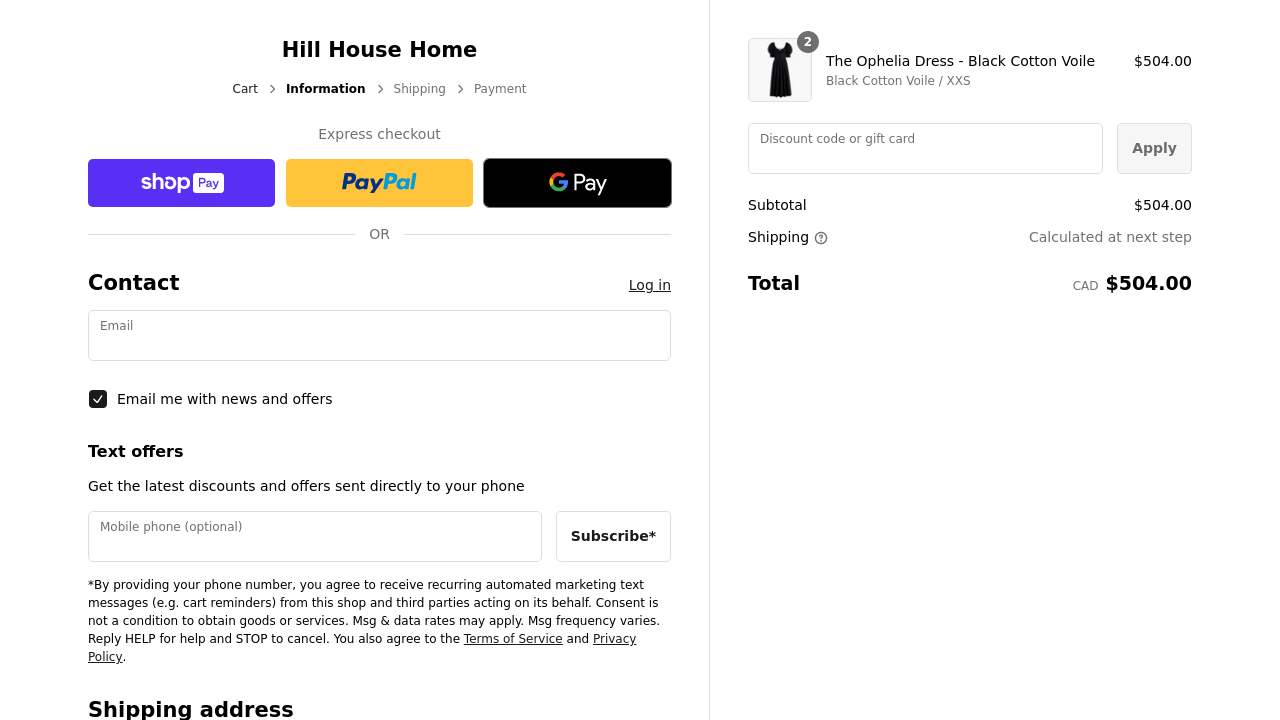 Hill House Home
Cart
Information
Shipping
Payment
Express checkout
shop Pay
PayPal
G Pay
OR
Contact
Log in
Email
Email me with news and offers
Text offers
Get the latest discounts and offers sent directly to your phone
Mobile phone (optional)
Subscribe*
*By providing your phone number, you agree to receive recurring automated marketing text
messages (e.g. cart reminders) from this shop and third parties acting on its behalf. Consent is
not a condition to obtain goods or services. Msg & data rates may apply. Msg frequency varies.
Reply HELP for help and STOP to cancel. You also agree to the Terms of Service and Privacy
Policy.
Shipping address
2
The Ophelia Dress - Black Cotton Voile
$504.00
Black Cotton Voile / XXS
Discount code or gift card
Apply
Subtotal
$504.00
Shipping
Calculated at next step
Total
CAD $504.00